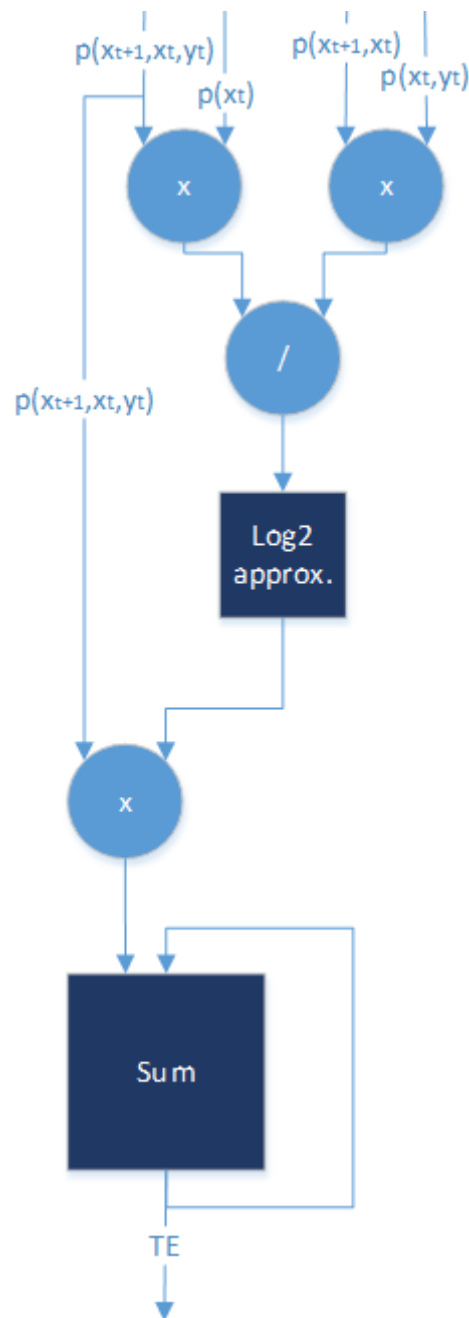 p(xt+1,xt,yt)
p(xt+1,xt)
p(xt)
p(xt,yt)
x
x
/
p(xt+1,xt,yt)
Log2
approx.
x
Sum
TE